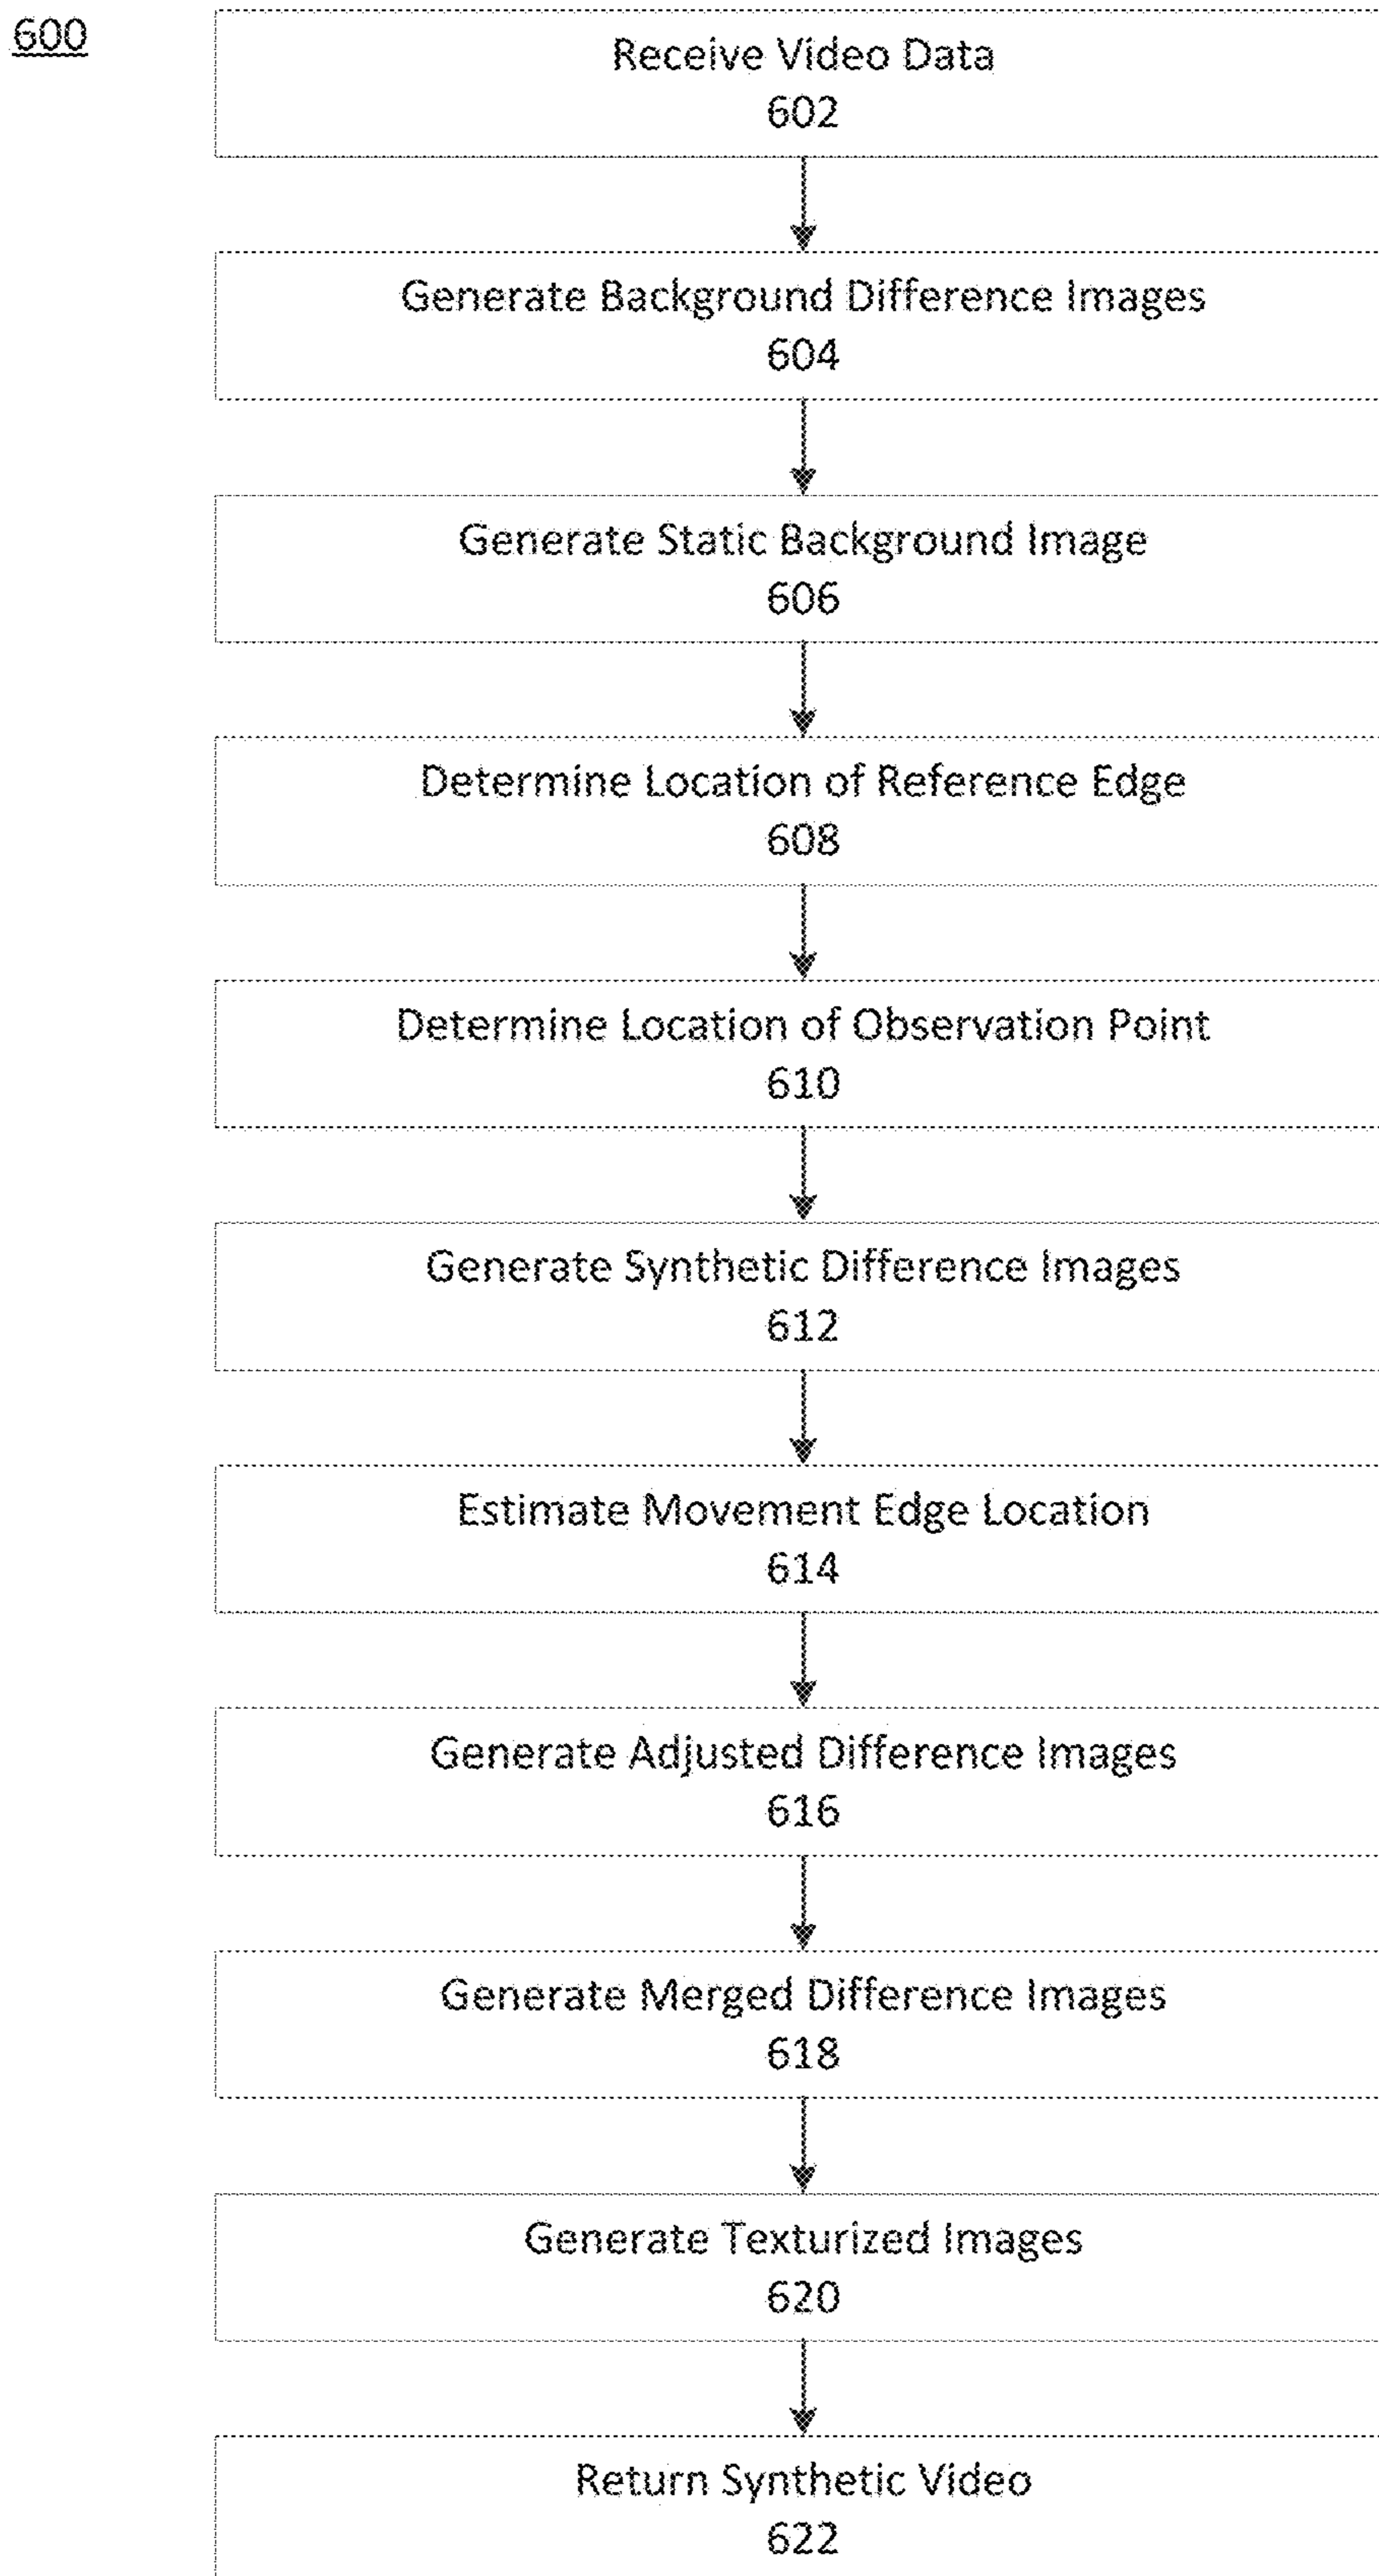 600
Receive Video Data
602
Generate Background Difference Images
604
Generate Static Background Image
606
Determine Location of Reference Edge
608
Determine Location of Observation Point
610
Generate Synthetic Difference Images
612
Estimate Movement Edge Location
614
Generate Adjusted Difference Images
616
Generate Merged Difference Images
618
Generate Texturized Images
620
Return Synthetic Video
622